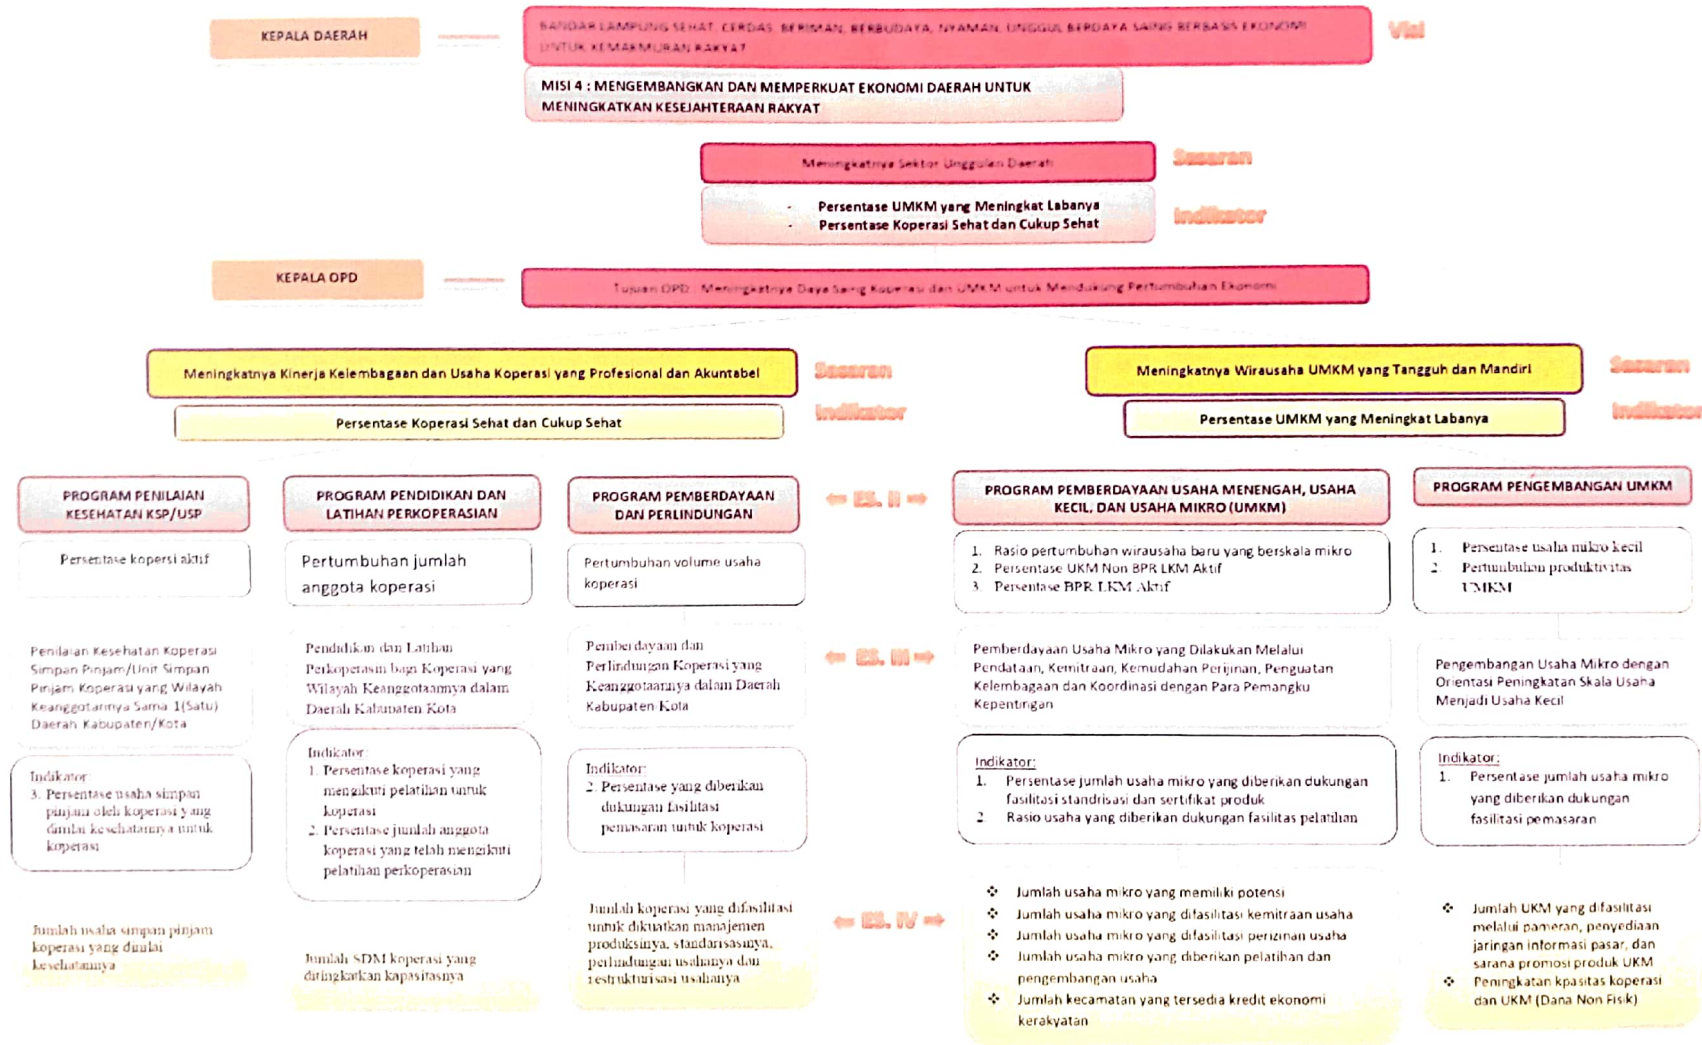 KEPALA DAERAH
BANDAR LAMPUNG SEHAT, CERDAS, BERIMAN, BERBUDAYA, NYAMAN, UNGGUL BERDAYA SAING BERBASIS EKONOMI
UNTUK KEMAKMURAN RAKYAT
Visi
MISI 4 : MENGEMBANGKAN DAN MEMPERKUAT EKONOMI DAERAH UNTUK
MENINGKATKAN KESEJAHTERAAN RAKYAT
Meningkatnya Sektor Unggulan Daerah
Sasaran
- Persentase UMKM yang Meningkat Labanya
- Persentase Koperasi Sehat dan Cukup Sehat
Indikator
KEPALA OPD
Tujuan OPD : Meningkatnya Daya Saing Koperasi dan UMKM untuk Mendukung Pertumbuhan Ekonomi
Meningkatnya Kinerja Kelembagaan dan Usaha Koperasi yang Profesional dan Akuntabel
Sasaran
Persentase Koperasi Sehat dan Cukup Sehat
Indikator
Meningkatnya Wirausaha UMKM yang Tangguh dan Mandiri
Sasaran
Persentase UMKM yang Meningkat Labanya
Indikator
PROGRAM PENILAIAN
KESEHATAN KSP/USP
PROGRAM PENDIDIKAN DAN
LATIHAN PERKOPERASIAN
PROGRAM PEMBERDAYAAN
DAN PERLINDUNGAN
ES. II
PROGRAM PEMBERDAYAAN USAHA MENENGAH, USAHA
KECIL, DAN USAHA MIKRO (UMKM)
PROGRAM PENGEMBANGAN UMKM
Persentase kopersi aktif
Pertumbuhan jumlah
anggota koperasi
Pertumbuhan volume usaha
koperasi
1. Rasio pertumbuhan wirausaha baru yang berskala mikro
2. Persentase UKM Non BPR LKM Aktif
3. Persentase BPR LKM Aktif
1. Persentase usaha mikro kecil
2. Pertumbuhan produktivitas
UMKM
Penilaian Kesehatan Koperasi
Simpan Pinjam/Unit Simpan
Pinjam Koperasi yang Wilayah
Keanggotannya Sama 1(Satu)
Daerah Kabupaten/Kota
Pendidikan dan Latihan
Perkoperasin bagi Koperasi yang
Wilayah Keanggotaannya dalam
Daerah Kabupaten Kota
Pemberdayaan dan
Perlindungan Koperasi yang
Keanggotaannya dalam Daerah
Kabupaten Kota
ES. III
Pemberdayaan Usaha Mikro yang Dilakukan Melalui
Pendataan, Kemitraan, Kemudahan Perijinan, Penguatan
Kelembagaan dan Koordinasi dengan Para Pemangku
Kepentingan
Pengembangan Usaha Mikro dengan
Orientasi Peningkatan Skala Usaha
Menjadi Usaha Kecil
Indikator:
3. Persentase usaha simpan
pinjam oleh koperasi yang
dinilai kesehatannya untuk
koperasi
Indikator:
1. Persentase koperasi yang
mengikuti pelatihan untuk
koperasi
2. Persentase jumlah anggota
koperasi yang telah mengikuti
pelatihan perkoperasian
Indikator:
2. Persentase yang diberikan
dukungan fasilitasi
pemasaran untuk koperasi
Indikator:
1. Persentase jumlah usaha mikro yang diberikan dukungan
fasilitasi standrisasi dan sertifikat produk
2. Rasio usaha yang diberikan dukungan fasilitas pelatihan
Indikator:
1. Persentase jumlah usaha mikro
yang diberikan dukungan
fasilitasi pemasaran
Jumlah usaha simpan pinjam
koperasi yang dinilai
kesehatannya
Jumlah SDM koperasi yang
ditingkatkan kapasitasnya
Jumlah koperasi yang difasilitasi
untuk dikuatkan manajemen
produksinya, standarisasinya,
perlindungan usahanya dan
restrukturisasi usahanya
ES. IV
❖ Jumlah usaha mikro yang memiliki potensi
❖ Jumlah usaha mikro yang difasilitasi kemitraan usaha
❖ Jumlah usaha mikro yang difasilitasi perizinan usaha
❖ Jumlah usaha mikro yang diberikan pelatihan dan
pengembangan usaha
❖ Jumlah kecamatan yang tersedia kredit ekonomi
kerakyatan
❖ Jumlah UKM yang difasilitasi
melalui pameran, penyediaan
jaringan informasi pasar, dan
sarana promosi produk UKM
❖ Peningkatan kpasitas koperasi
dan UKM (Dana Non Fisik)